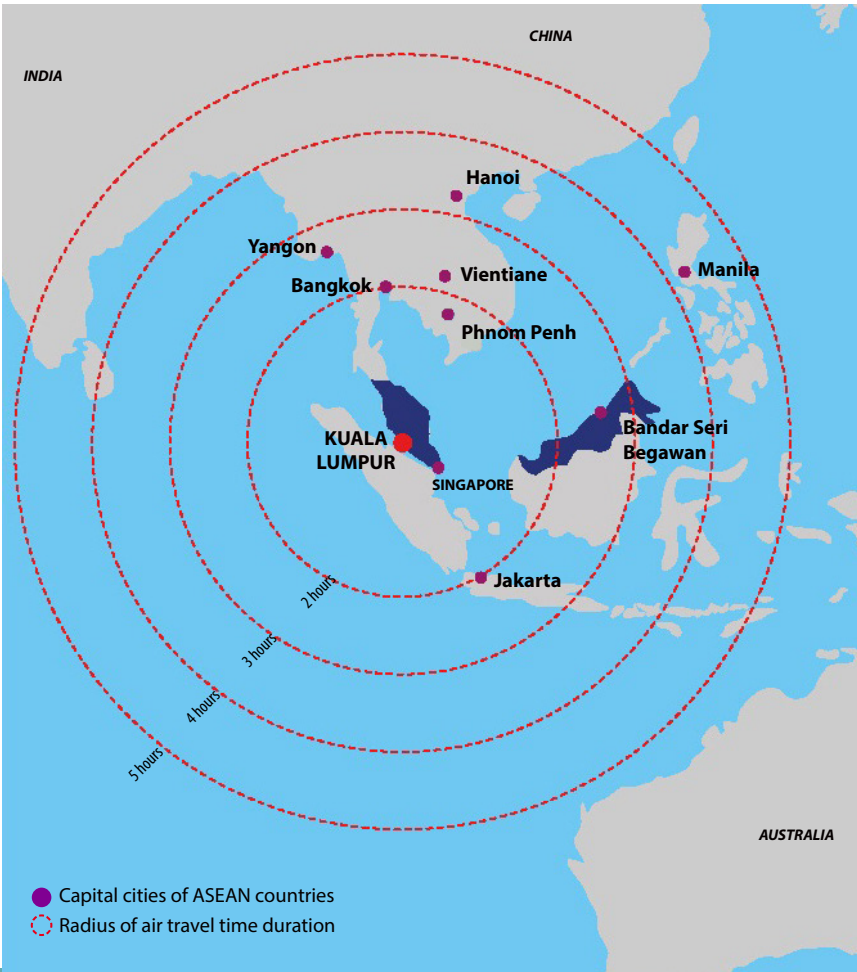 CHINA
INDIA
Hanoi
Yangon
Vientiane
Manila
Bangkok
Phnom Penh
KUALA
LUMPUR
Bandar Seri
Begawan
SINGAPORE
Jakarta
2 hours
3 hours
4 hours
5 hours
AUSTRALIA
Capital cities of ASEAN countries
Radius of air travel time duration